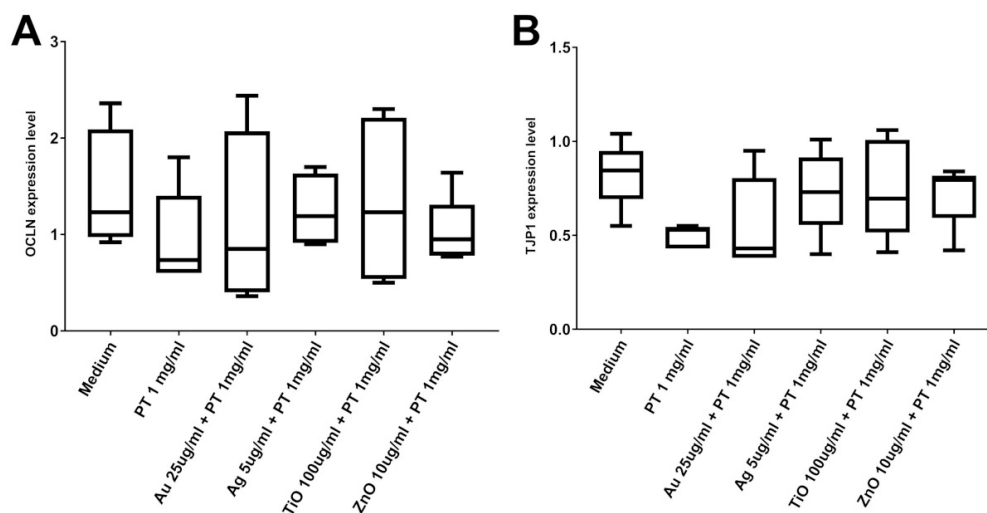 A
OCLN expression level
3
2
1
0
Medium
PT 1 mg/ml
Au 25ug/ml + PT 1mg/ml
Ag 5ug/ml + PT 1mg/ml
TiO 100ug/ml + PT 1mg/ml
ZnO 10ug/ml + PT 1mg/ml
B
TJP1 expression level
1.5
1.0
0.5
0.0
Medium
PT 1 mg/ml
Au 25ug/ml + PT 1mg/ml
Ag 5ug/ml + PT 1mg/ml
TiO 100ug/ml + PT 1mg/ml
ZnO 10ug/ml + PT 1mg/ml